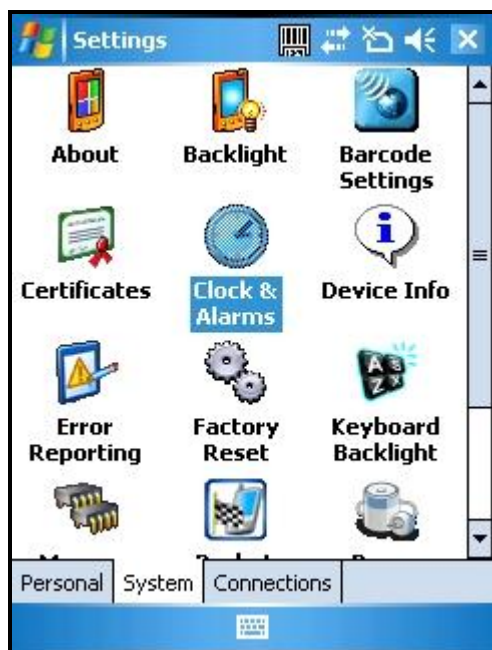 Settings
About Backlight Barcode Settings
Certificates Clock & Alarms Device Info
Error Reporting Factory Reset Keyboard Backlight
Personal System Connections